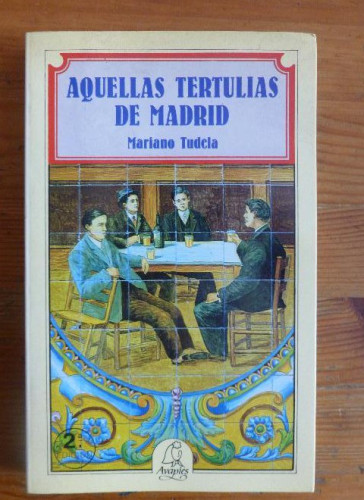 AQUELLAS TERTULIAS
DE MADRID
Mariano Tudela
2.
Avapiés